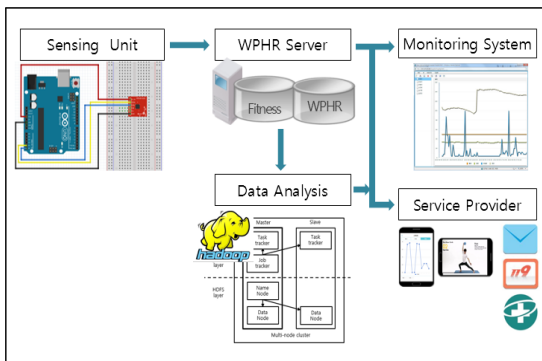 Sensing Unit
WPHR Server
Monitoring System
Fitness
WPHR
Data Analysis
Service Provider
Master
Slave
Task
tracker
Task
tracker
Job
tracker
layer
hadoop
HDFS
layer
Name
Node
Data
Node
Data
Node
Multi-node cluster
119